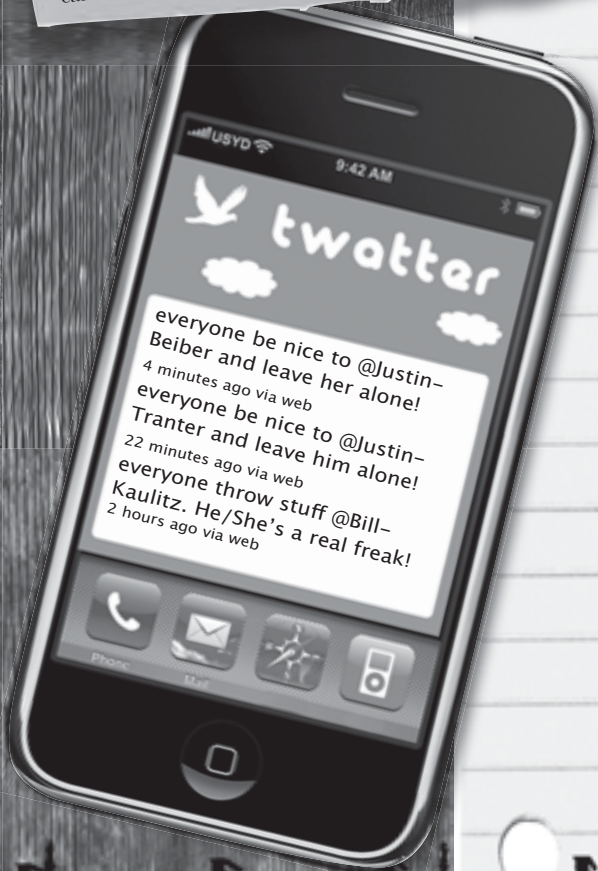 USYD
9:42 AM
twatter
everyone be nice to @Justin-
Beiber and leave her alone!
4 minutes ago via web
everyone be nice to @Justin-
Tranter and leave him alone!
22 minutes ago via web
everyone throw stuff @Bill-
Kaulitz. He/She's a real freak!
2 hours ago via web
Phone
Mail